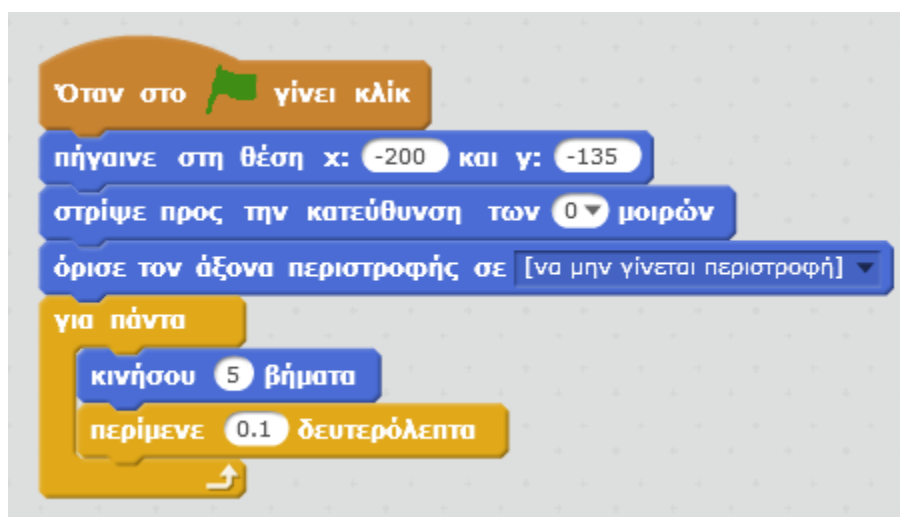 Όταν στο γίνει κλίκ
πήγαινε στη θέση x: -200 και y: -135
στρίψε προς την κατεύθυνση των 0 μοιρών
όρισε τον άξονα περιστροφής σε [να μην γίνεται περιστροφή]
για πάντα
κινήσου 5 βήματα
περίμενε 0.1 δευτερόλεπτα